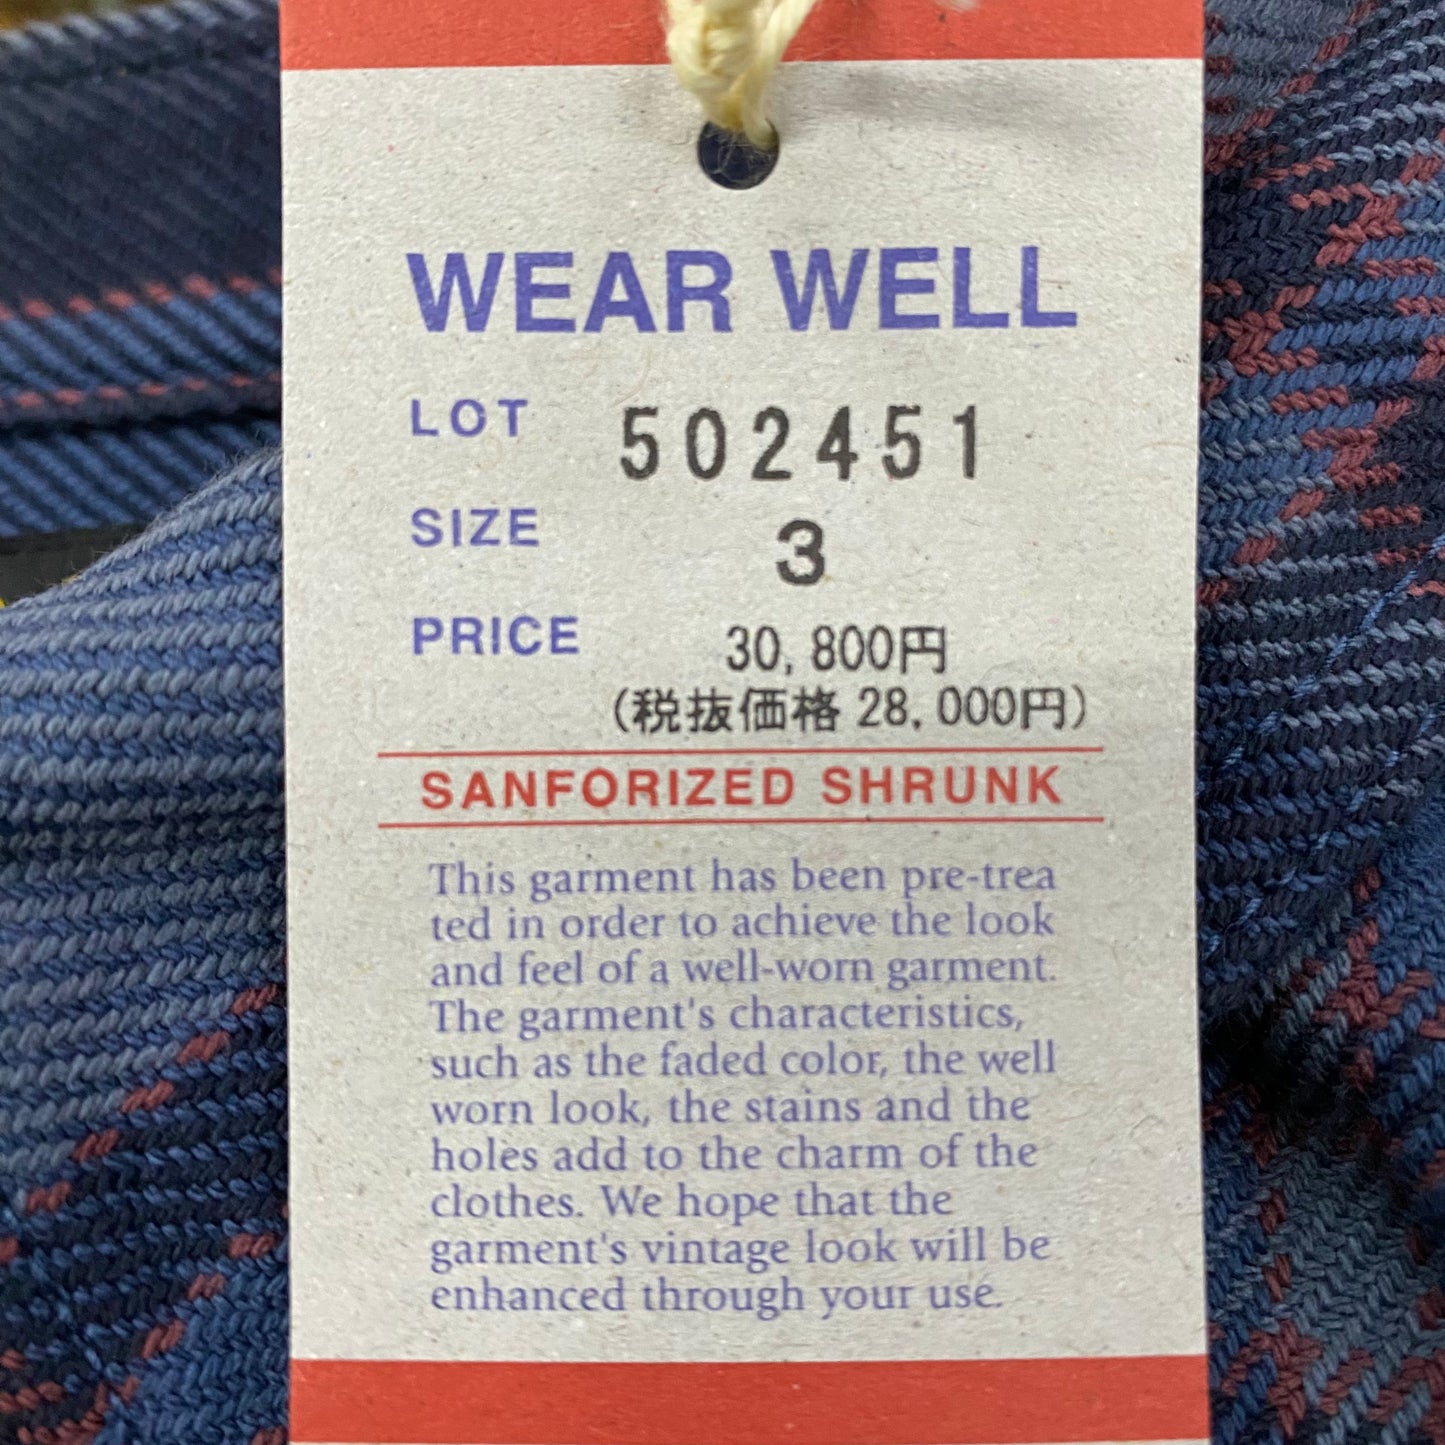 WEAR WELL
LOT 502451
SIZE 3
PRICE 30,800円
(税抜価格 28,000円)
SANFORIZED SHRUNK
This garment has been pre-trea
ted in order to achieve the look
and feel of a well-worn garment.
The garment's characteristics,
such as the faded color, the well
worn look, the stains and the
holes add to the charm of the
clothes. We hope that the
garment's vintage look will be
enhanced through your use.